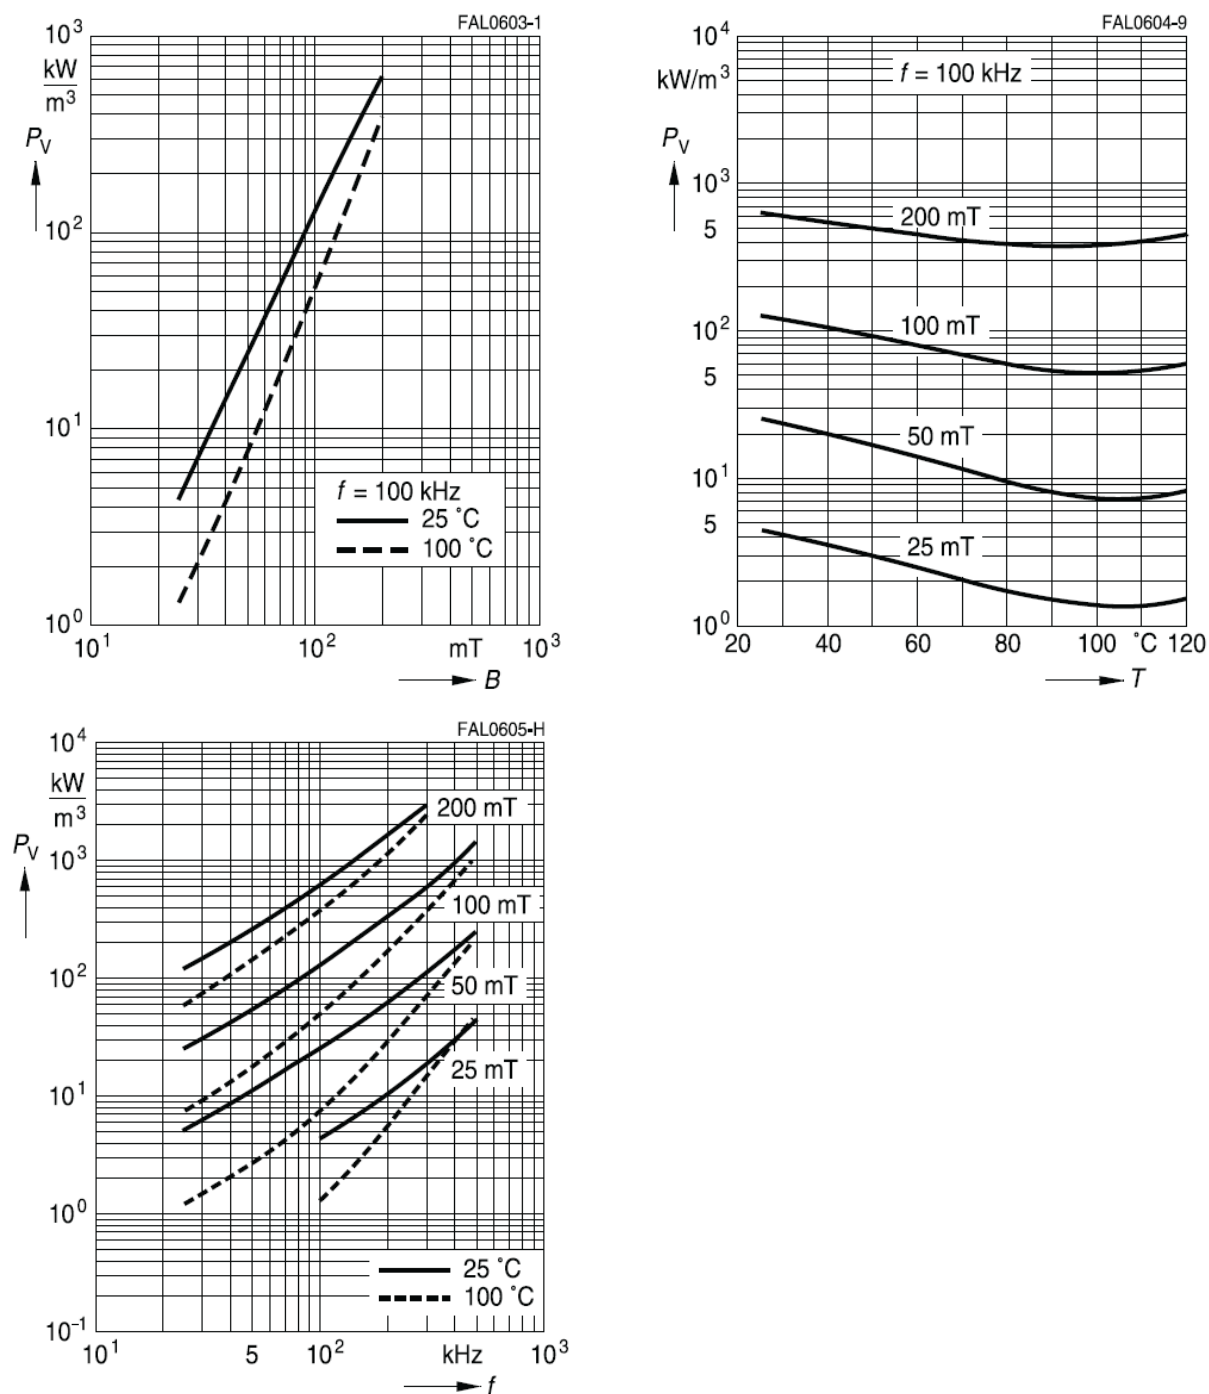 FAL0603-1
10³
kW
m³
P_V
10²
10¹
10⁰
f = 100 kHz
25 ˚C
100 ˚C
10¹ 10² mT 10³
B
FAL0604-9
10⁴
kW/m³
P_V
10³
5
10²
5
10¹
5
10⁰
f = 100 kHz
200 mT
100 mT
50 mT
25 mT
20 40 60 80 100 ˚C 120
T
FAL0605-H
10⁴
kW
m³
P_V
10³
10²
10¹
10⁰
10⁻¹
200 mT
100 mT
50 mT
25 mT
25 ˚C
100 ˚C
10¹ 5 10² kHz 10³
f